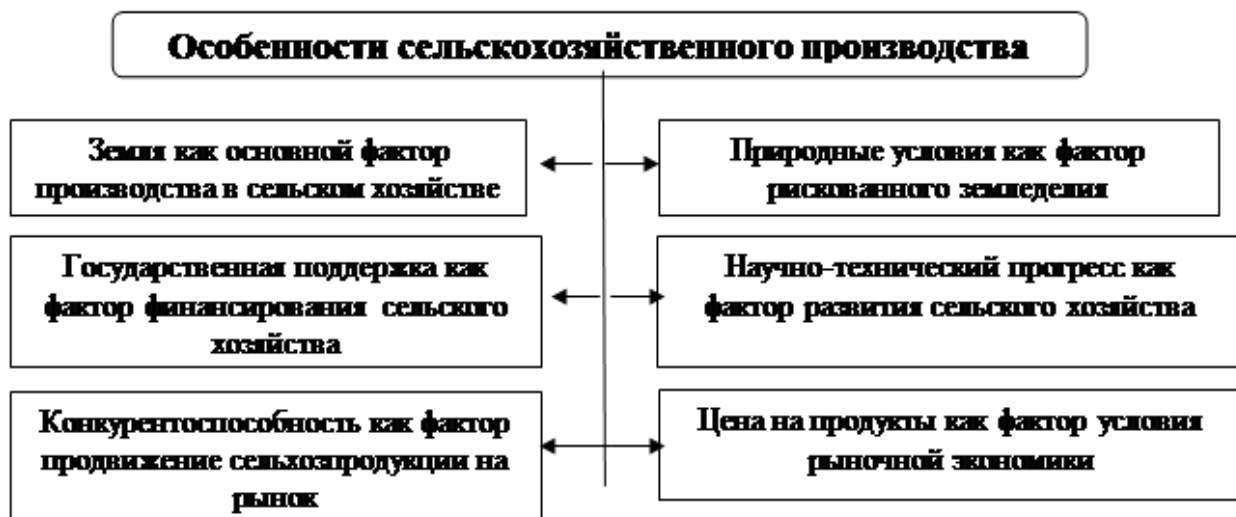 Особенности сельскохозяйственного производства
Земля как основной фактор
производства в сельском хозяйстве
Природные условия как фактор
рискованного земледелия
Государственная поддержка как
фактор финансирования сельского
хозяйства
Научно-технический прогресс как
фактор развития сельского хозяйства
Конкурентоспособность как фактор
продвижение сельхозпродукции на
рынок
Цена на продукты как фактор условия
рыночной экономики